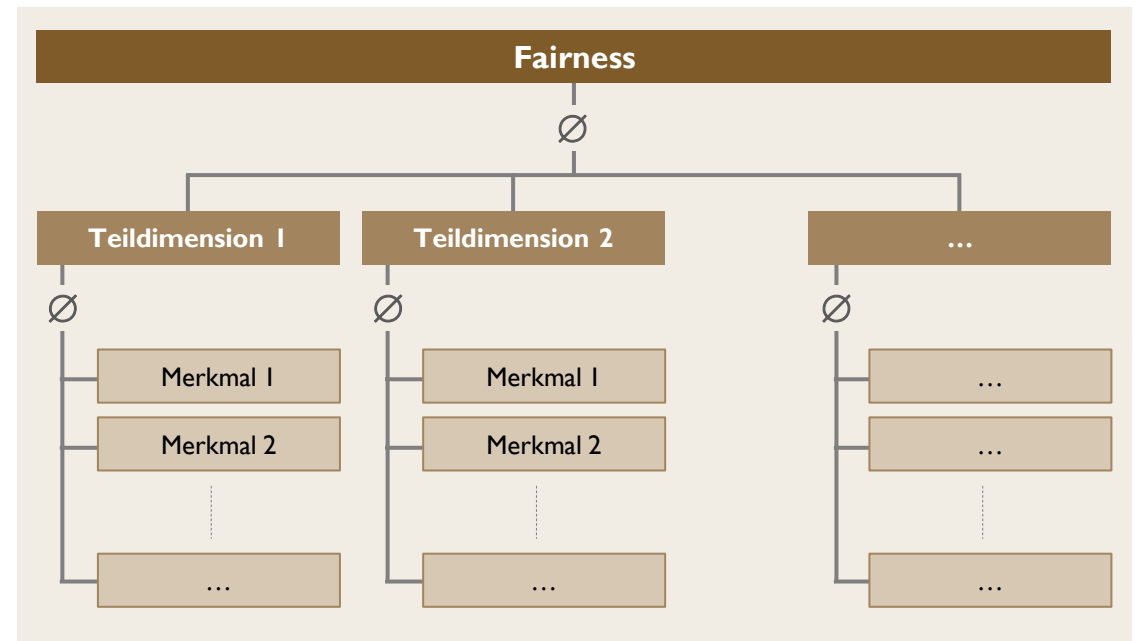 Fairness
∅
Teildimension 1 Teildimension 2 ...
∅ ∅ ∅
Merkmal 1 Merkmal 1 ...
Merkmal 2 Merkmal 2 ...
... ... ...